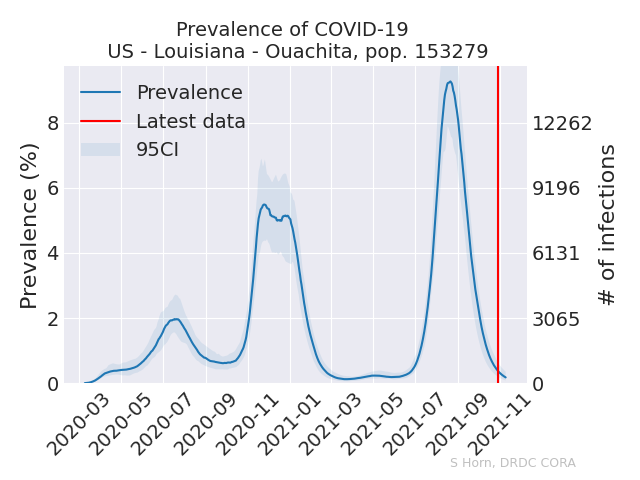 Prevalence of COVID-19
US - Louisiana - Ouachita, pop. 153279
Prevalence
Latest data
95CI
Prevalence (%)
8
6
4
2
0
12262
9196
6131
3065
0
# of infections
2020-03
2020-05
2020-07
2020-09
2020-11
2021-01
2021-03
2021-05
2021-07
2021-09
2021-11
S Horn, DRDC CORA